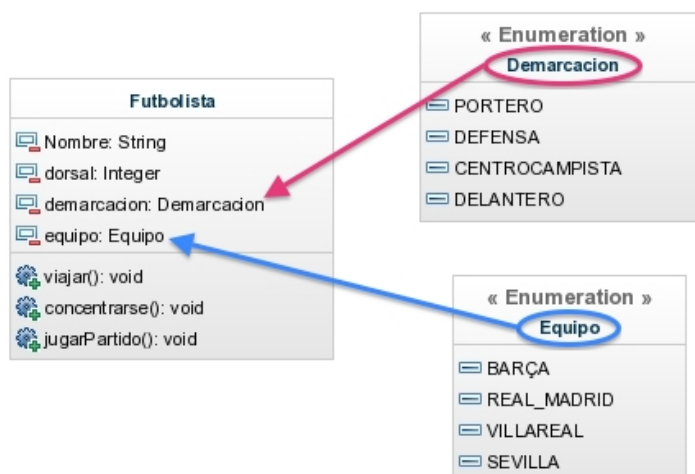 Futbolista
Nombre: String
dorsal: Integer
demarcacion: Demarcacion
equipo: Equipo
viajar(): void
concentrarse(): void
jugarPartido(): void
« Enumeration »
Demarcacion
PORTERO
DEFENSA
CENTROCAMPISTA
DELANTERO
« Enumeration »
Equipo
BARÇA
REAL_MADRID
VILLAREAL
SEVILLA